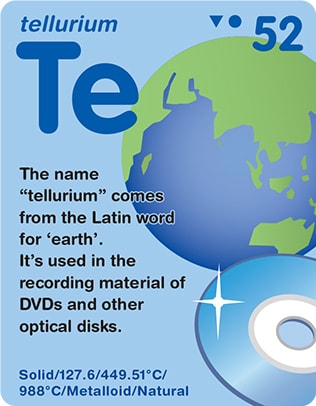 tellurium
52
Te
The name
“tellurium” comes
from the Latin word
for ‘earth’.
It’s used in the
recording material of
DVDs and other
optical disks.
Solid/127.6/449.51°C/
988°C/Metalloid/Natural